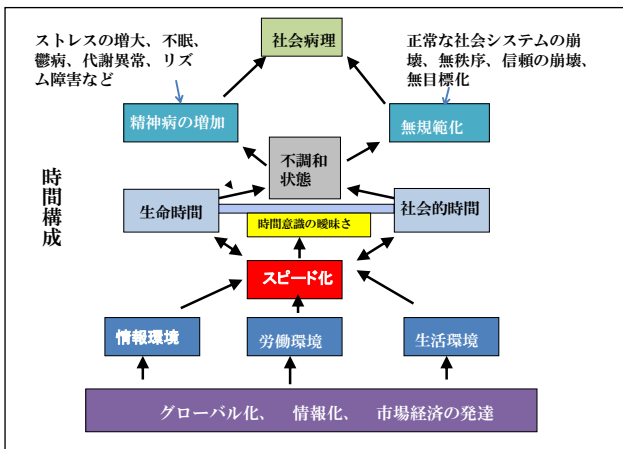 ストレスの増大、不眠、
鬱病、代謝異常、リズ
ム障害など
社会病理
正常な社会システムの崩
壊、無秩序、信頼の崩壊、
無目標化
精神病の増加
無規範化
不調和
状態
時間構成
生命時間
社会的時間
時間意識の曖昧さ
スピード化
情報環境
労働環境
生活環境
グローバル化、 情報化、 市場経済の発達